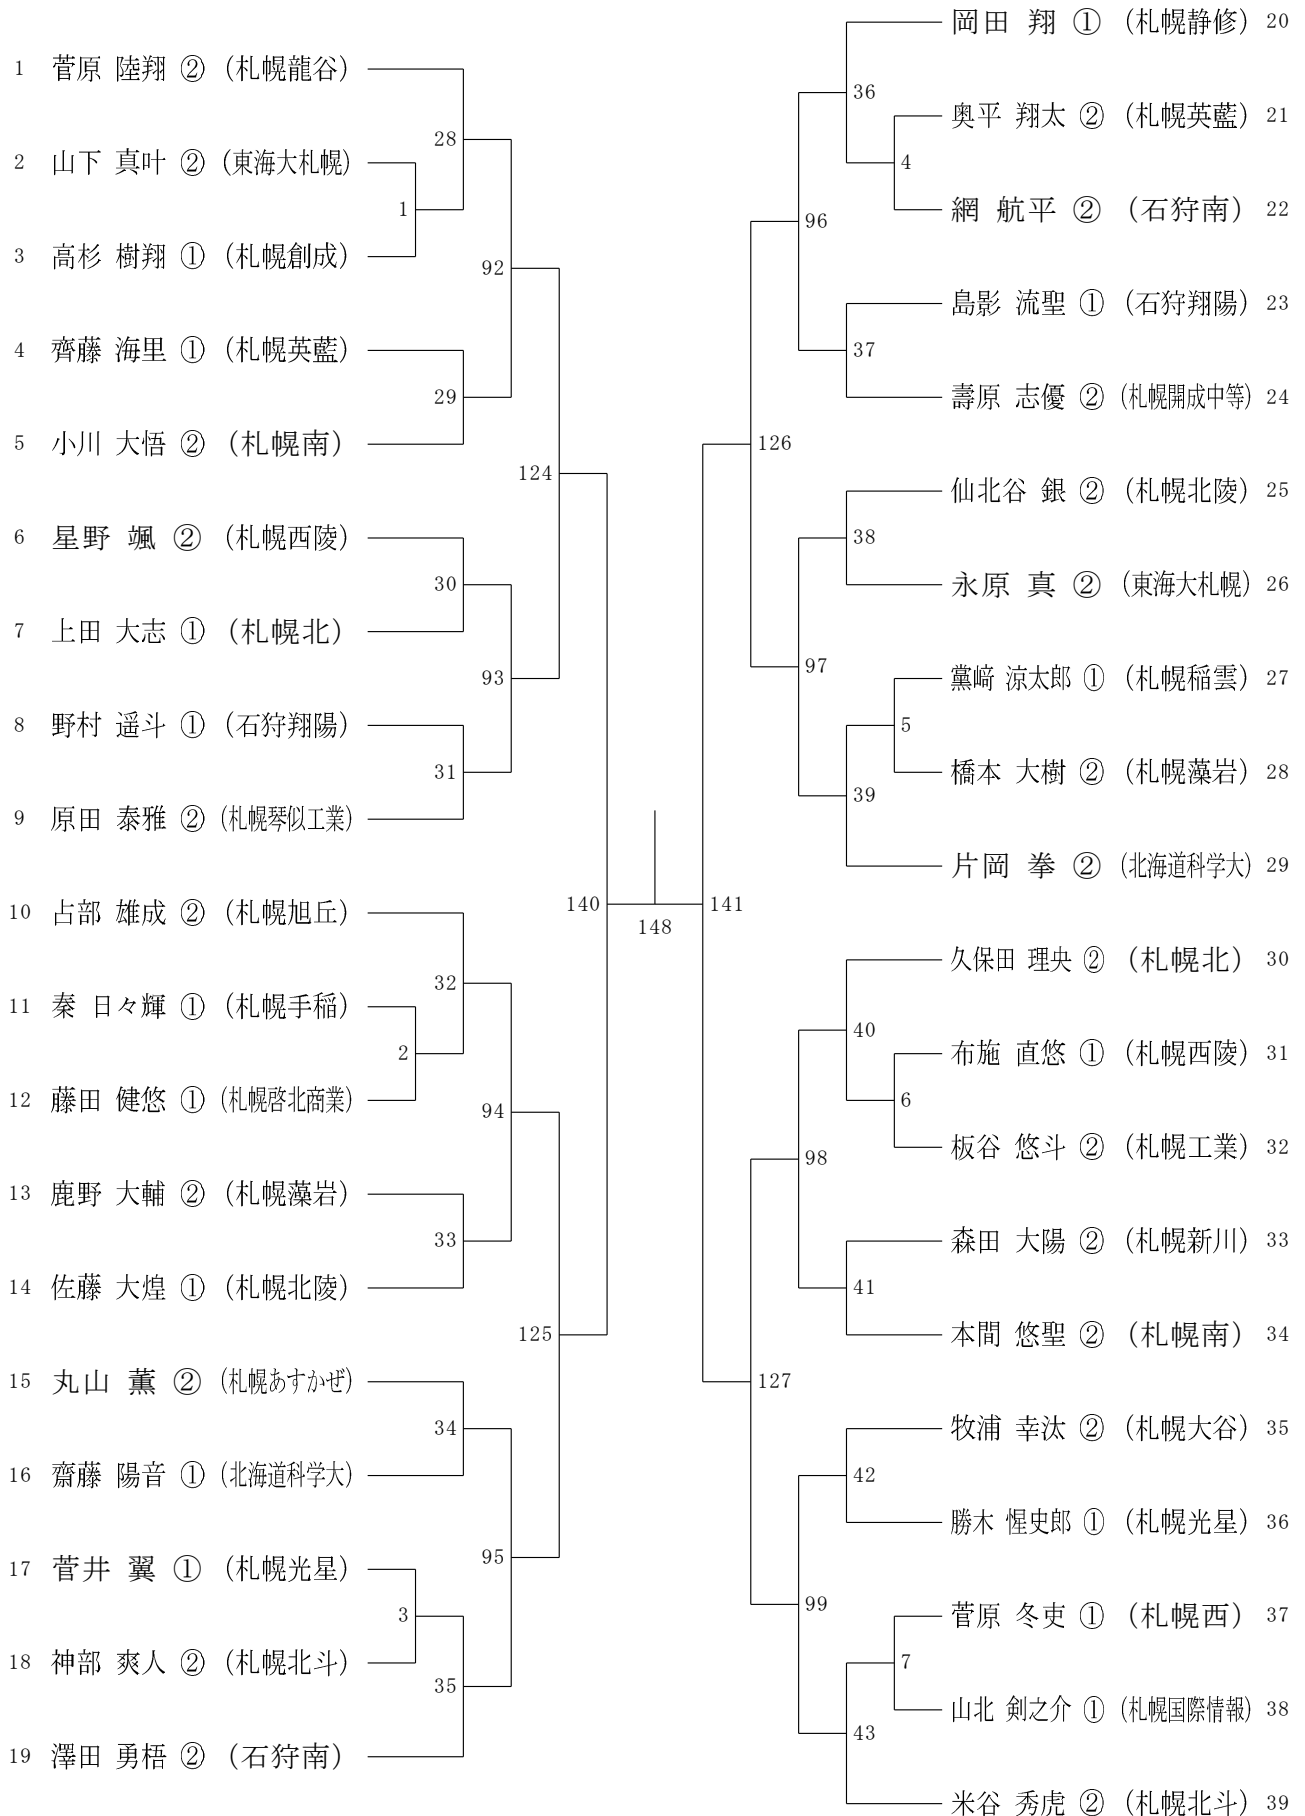 1 菅原 陸翔 ② (札幌龍谷)
2 山下 真叶 ② (東海大札幌)
3 高杉 樹翔 ① (札幌創成)
4 齊藤 海里 ① (札幌英藍)
5 小川 大悟 ② (札幌南)
6 星野 颯 ② (札幌西陵)
7 上田 大志 ① (札幌北)
8 野村 遥斗 ① (石狩翔陽)
9 原田 泰雅 ② (札幌琴似工業)
10 占部 雄成 ② (札幌旭丘)
11 秦 日々輝 ① (札幌手稲)
12 藤田 健悠 ① (札幌啓北商業)
13 鹿野 大輔 ② (札幌藻岩)
14 佐藤 大煌 ① (札幌北陵)
15 丸山 薫 ② (札幌あすかぜ)
16 齋藤 陽音 ① (北海道科学大)
17 菅井 翼 ① (札幌光星)
18 神部 爽人 ② (札幌北斗)
19 澤田 勇梧 ② (石狩南)
1
2
3
28
29
30
31
32
33
34
35
92
93
94
95
124
125
140
148
141
126
127
96
97
98
99
36
37
38
39
40
41
42
43
4
5
6
7
岡田 翔 ① (札幌静修) 20
奥平 翔太 ② (札幌英藍) 21
網 航平 ② (石狩南) 22
島影 流聖 ① (石狩翔陽) 23
壽原 志優 ② (札幌開成中等) 24
仙北谷 銀 ② (札幌北陵) 25
永原 真 ② (東海大札幌) 26
黨﨑 涼太郎 ① (札幌稲雲) 27
橋本 大樹 ② (札幌藻岩) 28
片岡 拳 ② (北海道科学大) 29
久保田 理央 ② (札幌北) 30
布施 直悠 ① (札幌西陵) 31
板谷 悠斗 ② (札幌工業) 32
森田 大陽 ② (札幌新川) 33
本間 悠聖 ② (札幌南) 34
牧浦 幸汰 ② (札幌大谷) 35
勝木 惺史郎 ① (札幌光星) 36
菅原 冬吏 ① (札幌西) 37
山北 剣之介 ① (札幌国際情報) 38
米谷 秀虎 ② (札幌北斗) 39